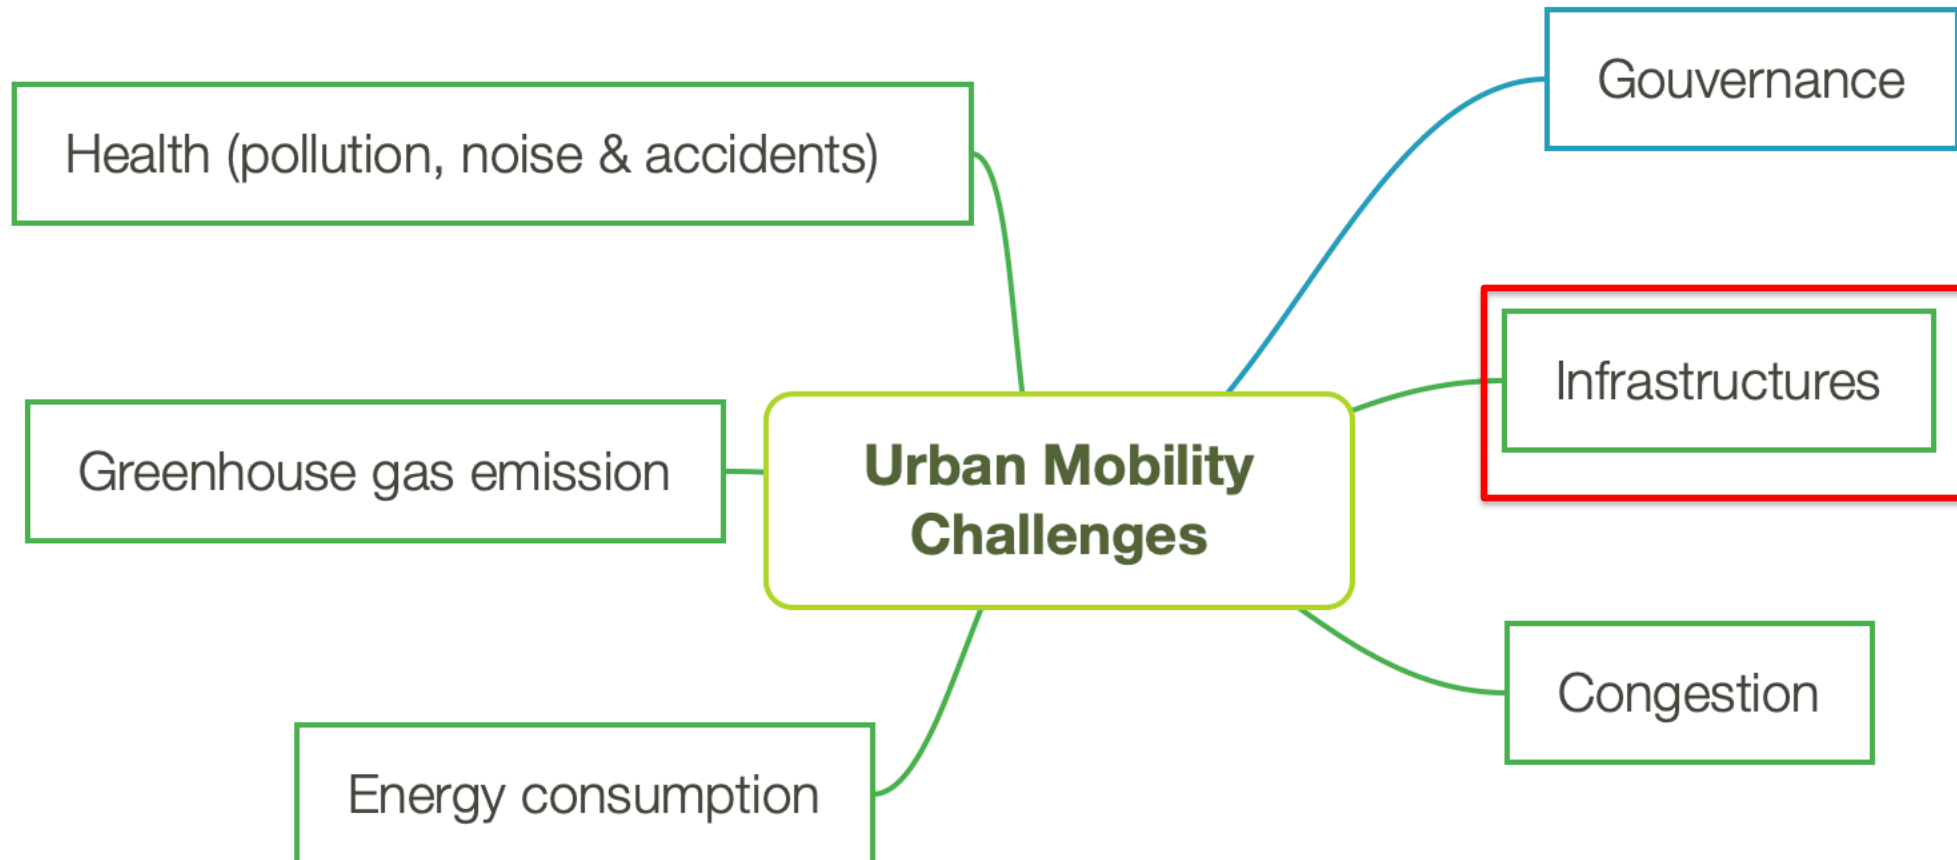 Gouvernance
Health (pollution, noise & accidents)
Infrastructures
Greenhouse gas emission
Urban Mobility
Challenges
Congestion
Energy consumption